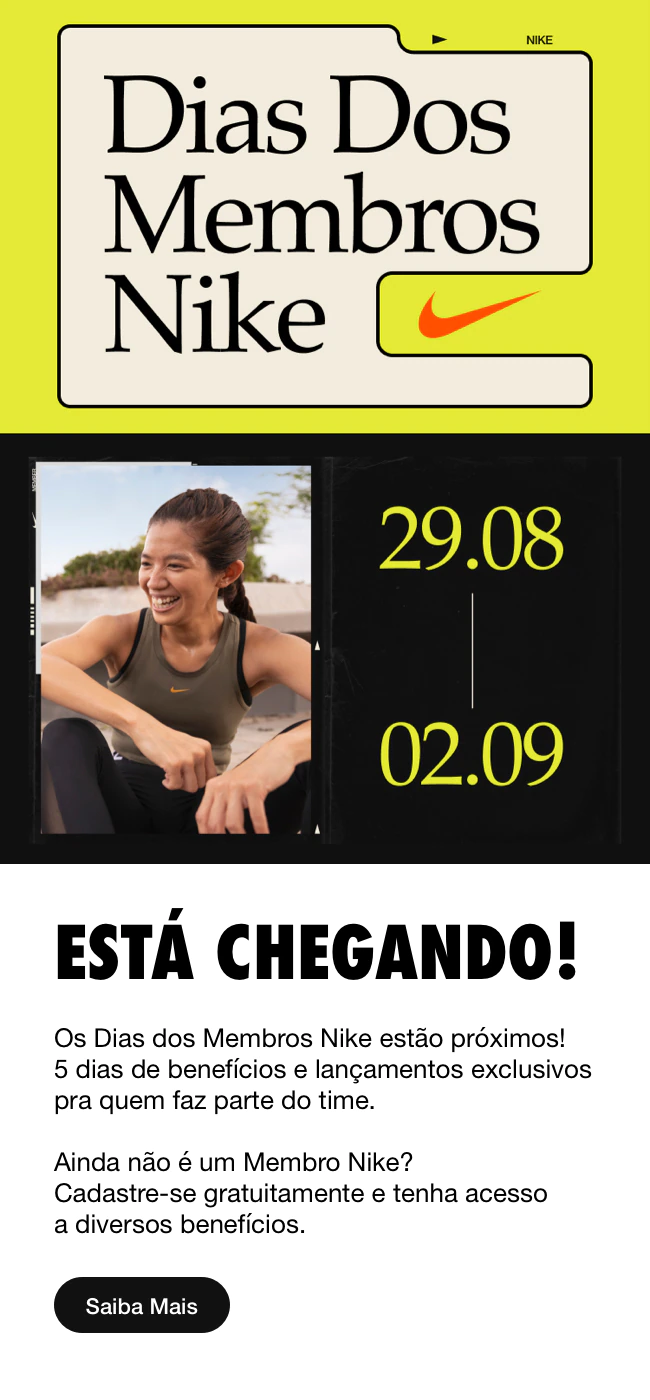 NIKE
Dias Dos
Membros
Nike
MEMBER
29.08
02.09
ESTÁ CHEGANDO!
Os Dias dos Membros Nike estão próximos!
5 dias de benefícios e lançamentos exclusivos
pra quem faz parte do time.
Ainda não é um Membro Nike?
Cadastre-se gratuitamente e tenha acesso
a diversos benefícios.
Saiba Mais